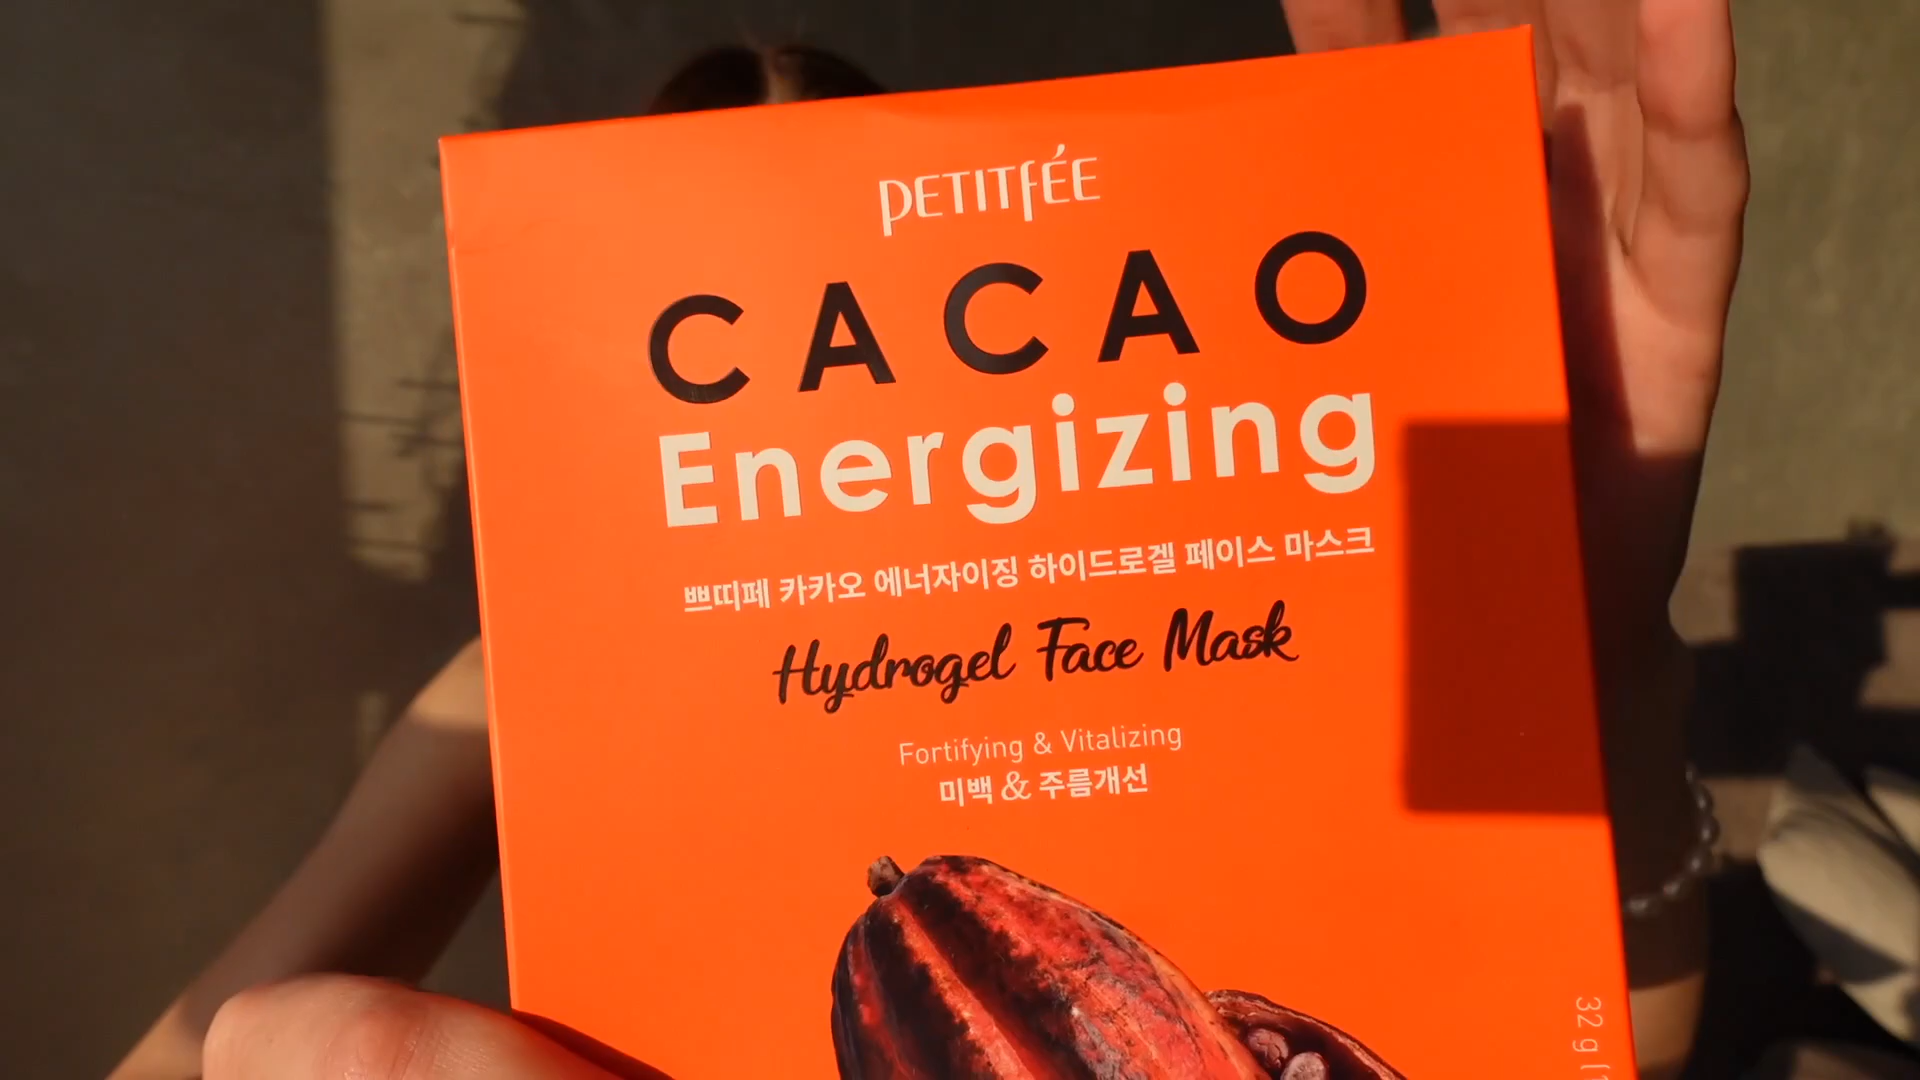 PETITFÉE
CACAO
Energizing
쁘띠페 카카오 에너자이징 하이드로겔 페이스 마스크
Hydrogel Face Mask
Fortifying & Vitalizing
미백 & 주름개선
32 g